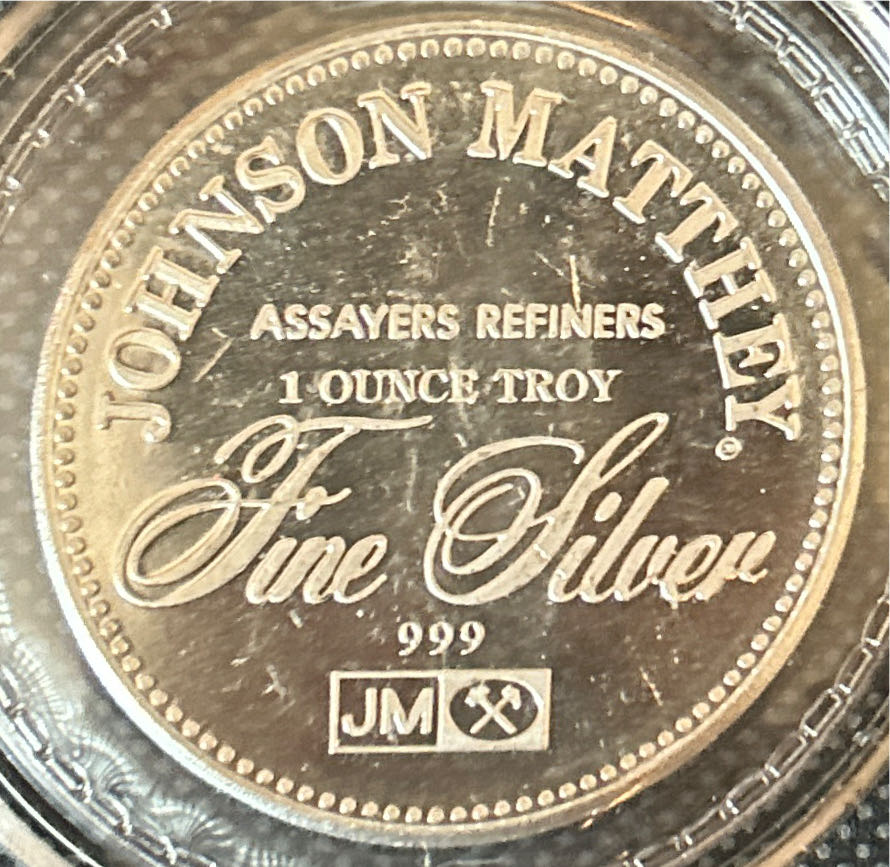 JOHNSON MATTHEY®
ASSAYERS REFINERS
1 OUNCE TROY
Fine Silver
999
JM